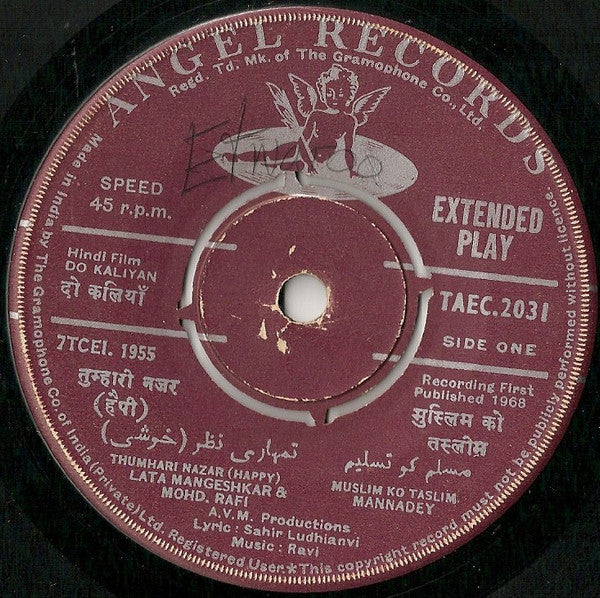 ANGEL RECORDS
Regd. Td. Mk. of The Gramophone Co., Ltd.
SPEED
45 r.p.m.
EXTENDED
PLAY
Hindi Film
DO KALIYAN
दो कलियाँ
TAEC.2031
SIDE ONE
7TCEI. 1955
तुम्हारी नजर
(हैपी)
تمہاری نظر (خوشی)
THUMHARI NAZAR (HAPPY)
LATA MANGESHKAR &
MOHD. RAFI
Recording First
Published 1968
मुस्लिम को
तस्लीम
مسلم کو تسلیم
MUSLIM KO TASLIM.
MANNADEY
A.V.M. Productions
Lyric : Sahir Ludhianvi
Music : Ravi
Made in India by The Gramophone Co. of India (Private) Ltd. Registered User.★This copyright record must not be publicly performed without licence.